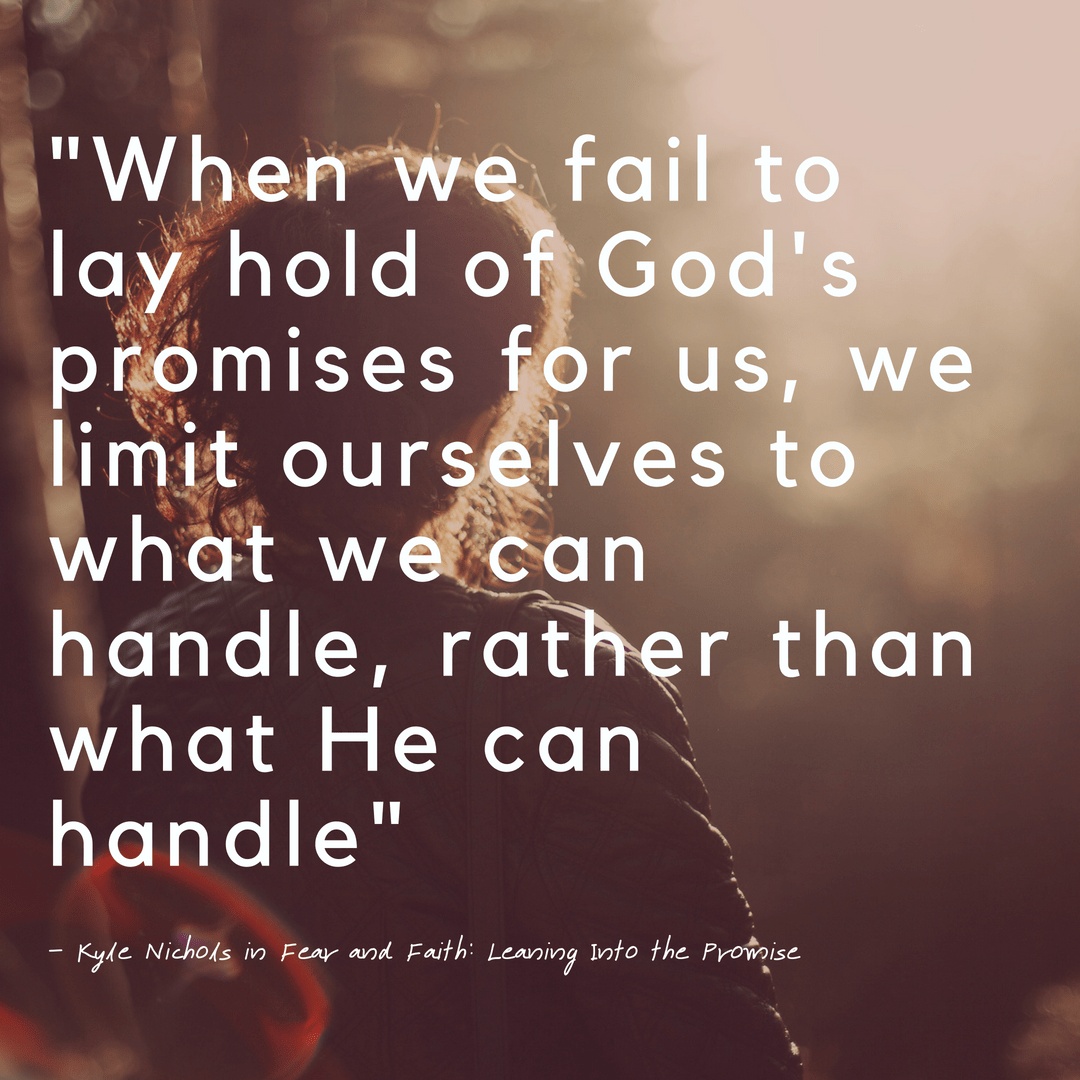 "When we fail to
lay hold of God's
promises for us, we
limit ourselves to
what we can
handle, rather than
what He can
handle"
- Kyle Nichols in Fear and Faith: Leaning Into the Promise